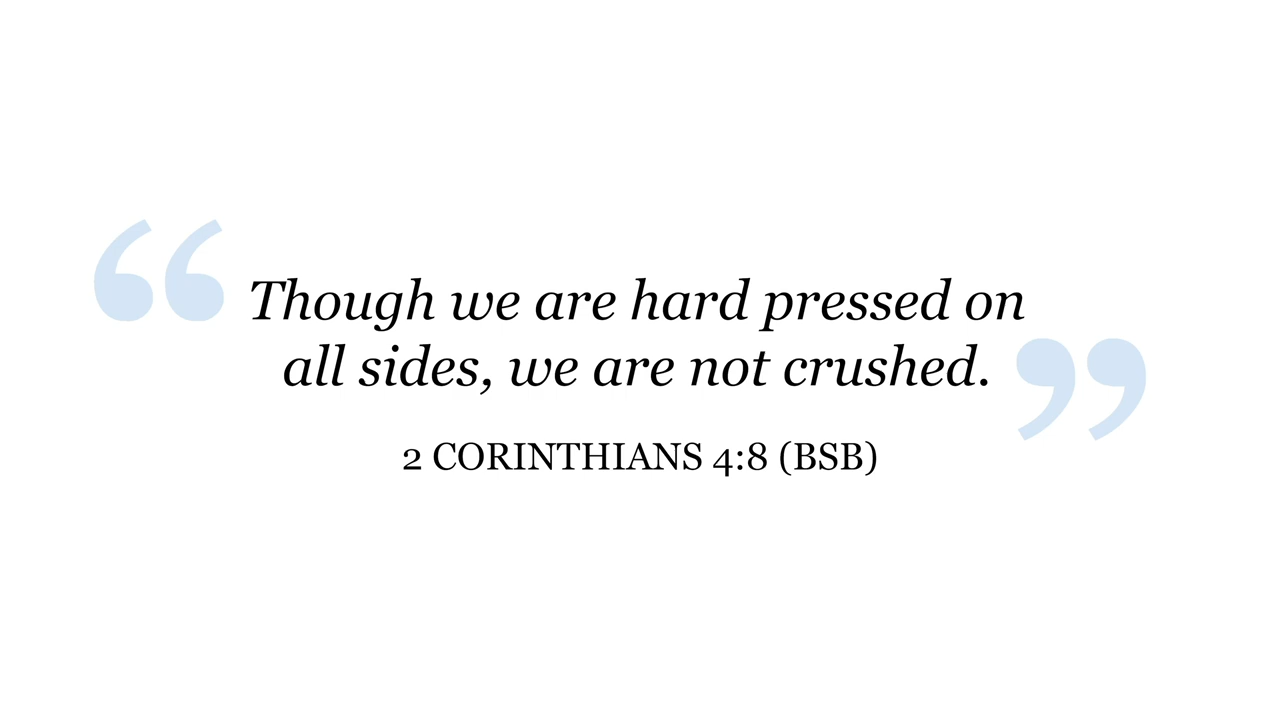 “Though we are hard pressed on
all sides, we are not crushed.”
2 CORINTHIANS 4:8 (BSB)